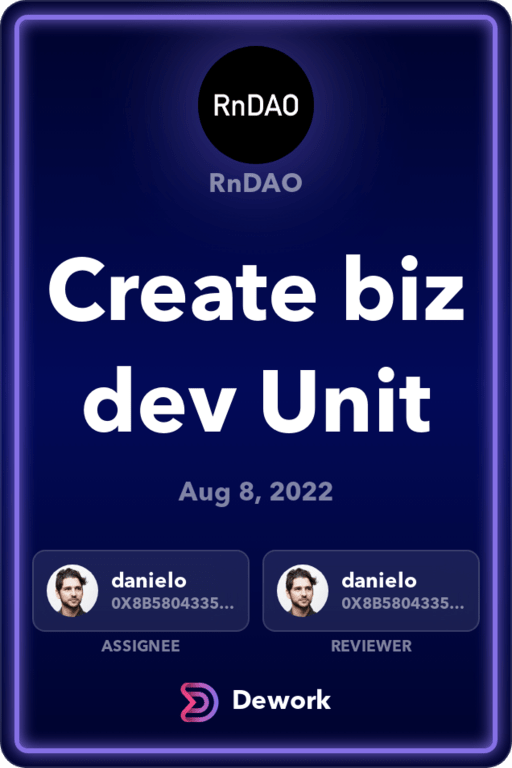 RnDAO
RnDAO
Create biz
dev Unit
Aug 8, 2022
danielo
0X8B5804335...
danielo
0X8B5804335...
ASSIGNEE
REVIEWER
Dework